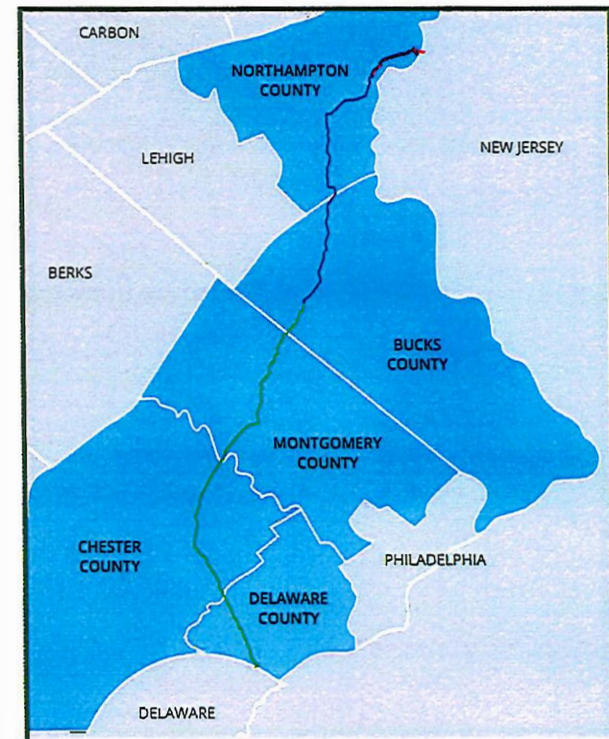 CARBON
NORTHAMPTON
COUNTY
NEW JERSEY
LEHIGH
BERKS
BUCKS
COUNTY
MONTGOMERY
COUNTY
CHESTER
COUNTY
PHILADELPHIA
DELAWARE
COUNTY
DELAWARE